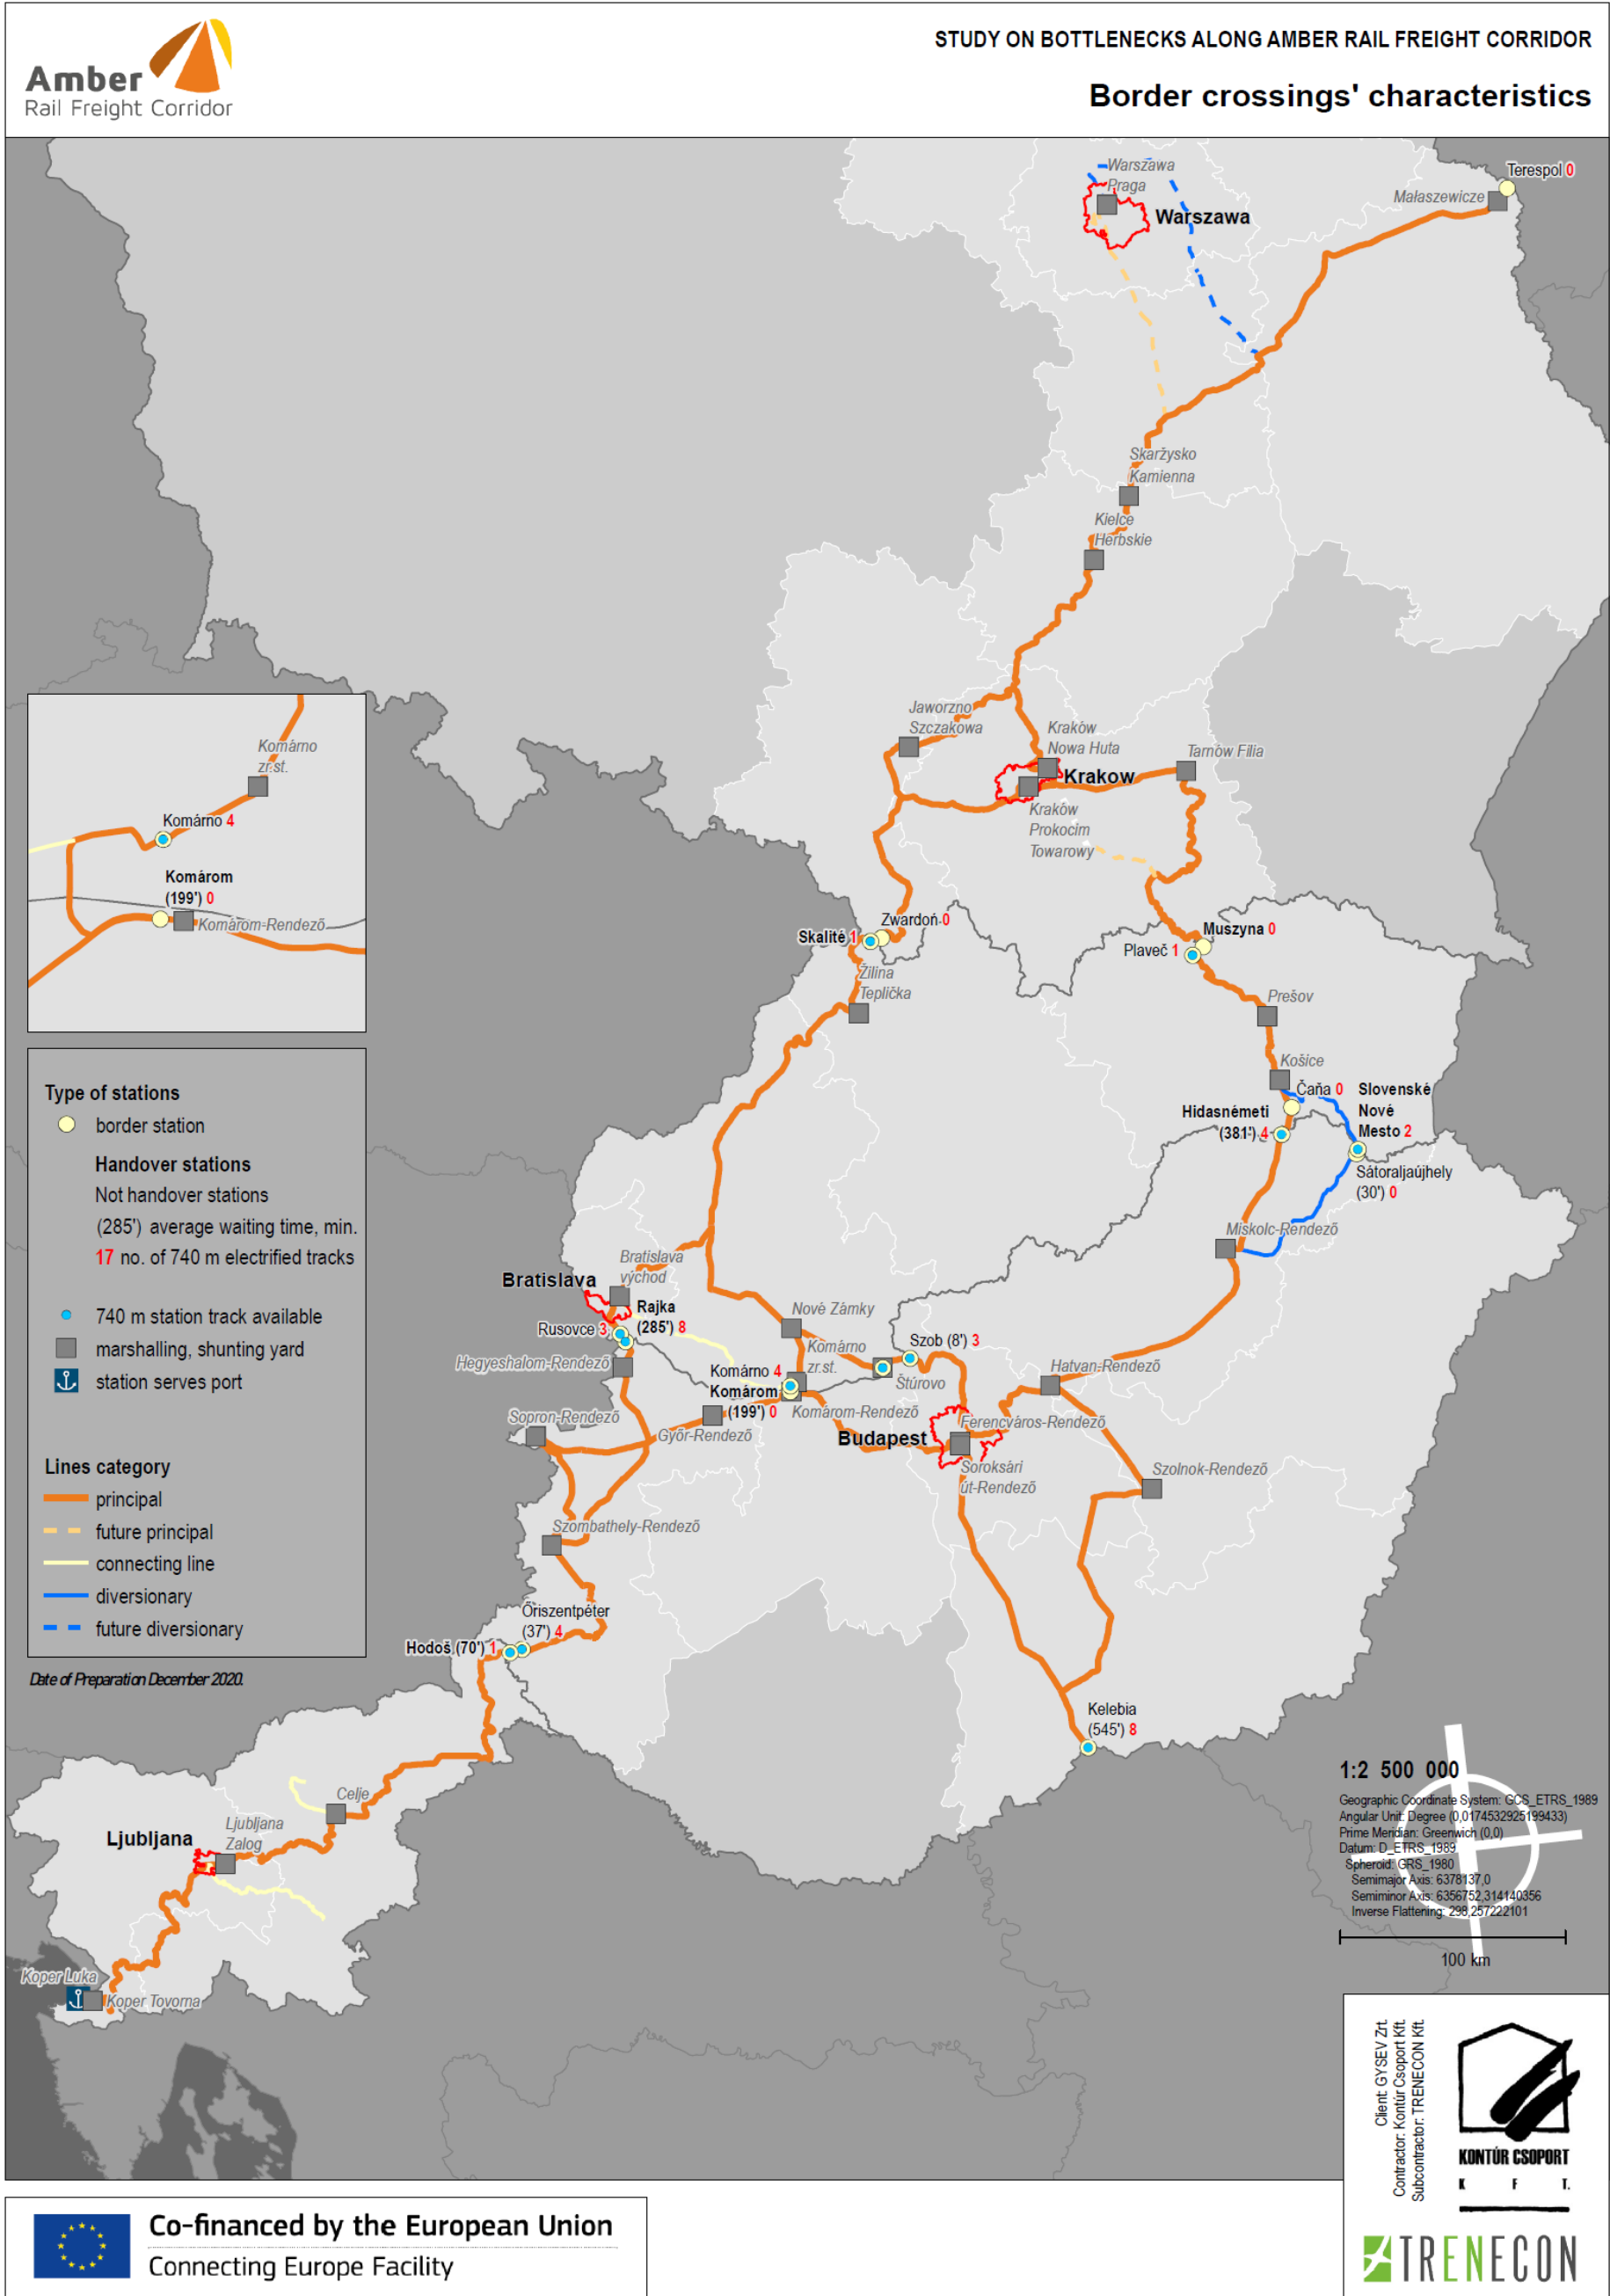 Amber
Rail Freight Corridor
STUDY ON BOTTLENECKS ALONG AMBER RAIL FREIGHT CORRIDOR
Border crossings' characteristics
Warszawa
Praga
Warszawa
Terespol 0
Małaszewicze
Skaržysko
Kamienna
Kielce
Herbskie
Jaworzno
Szczakowa
Kraków
Nowa Huta
Krakow
Tarnów Filia
Kraków
Prokocim
Towarowy
Komárno
zr.st.
Komárno 4
Komárom
(199') 0
Komárom-Rendező
Zwardoń 0
Skalité 1
Muszyna 0
Plaveč 1
Žilina
Teplička
Prešov
Košice
Čaňa 0
Slovenské
Nové
Mesto 2
Hidasnémeti
(381') 4
Sátoraljaújhely
(30') 0
Miskolc-Rendező
Type of stations
border station
Handover stations
Not handover stations
(285') average waiting time, min.
17 no. of 740 m electrified tracks
740 m station track available
marshalling, shunting yard
station serves port
Lines category
principal
future principal
connecting line
diversionary
future diversionary
Date of Preparation December 2020.
Bratislava
východ
Bratislava
Rajka
(285') 8
Rusovce 3
Hegyeshalom-Rendező
Nové Zámky
Komárno
zr.st.
Szob (8') 3
Štúrovo
Komárno 4
Komárom
(199') 0
Komárom-Rendező
Hatvan-Rendező
Sopron-Rendező
Győr-Rendező
Budapest
Ferencváros-Rendező
Soroksári
út-Rendező
Szolnok-Rendező
Szombathely-Rendező
Őriszentpéter
(37') 4
Hodoš (70') 1
Kelebia
(545') 8
Celje
Ljubljana
Zalog
Ljubljana
Koper Luka
Koper Tovorna
1:2 500 000
Geographic Coordinate System: GCS_ETRS_1989
Angular Unit: Degree (0,0174532925199433)
Prime Meridian: Greenwich (0,0)
Datum: D_ETRS_1989
Spheroid: GRS_1980
Semimajor Axis: 6378137,0
Semiminor Axis: 6356752,314140356
Inverse Flattening: 298,257222101
100 km
Client: GYSEV Zrt.
Contractor: Kontúr Csoport Kft.
Subcontractor: TRENECON Kft.
KONTÚR CSOPORT
K F T.
TRENECON
Co-financed by the European Union
Connecting Europe Facility